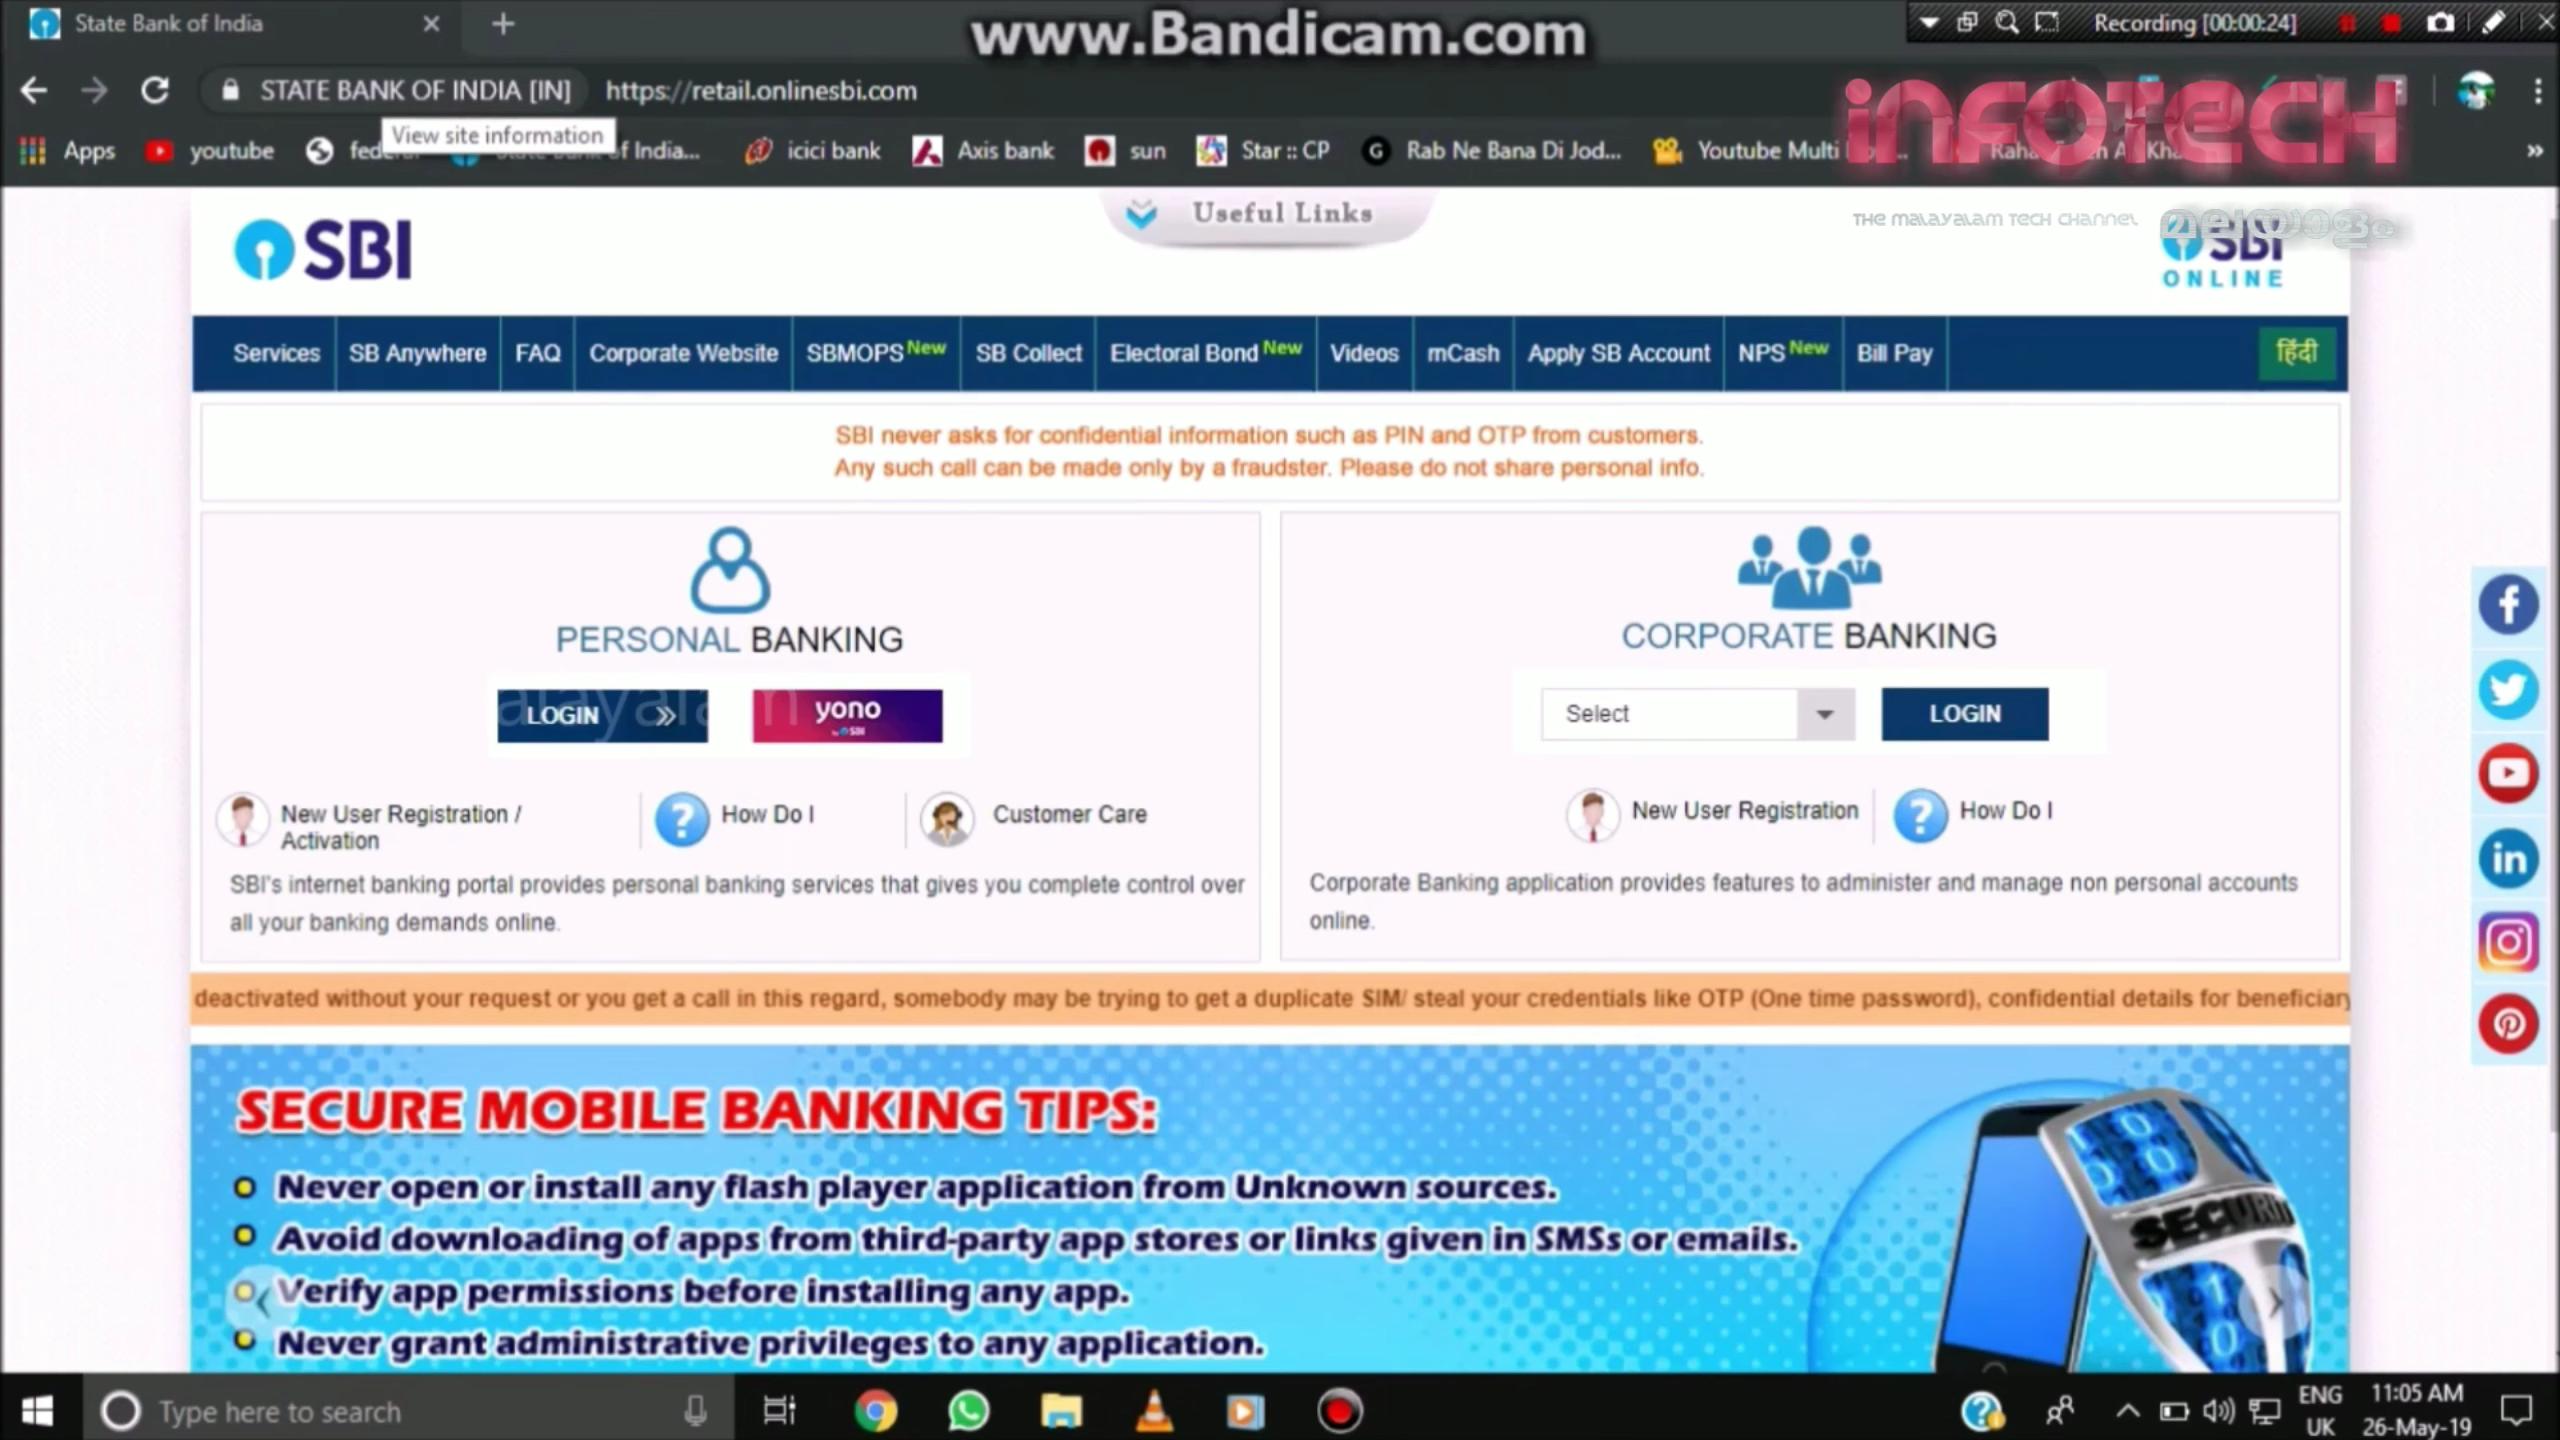 State Bank of India
www.Bandicam.com
Recording [00:00:24]
STATE BANK OF INDIA [IN]
https://retail.onlinesbi.com
INFOTECH
View site information
Apps
youtube
of India...
icici bank
Axis bank
sun
Star :: CP
Rab Ne Bana Di Jod...
Youtube Multi
SBI
Useful Links
THE MALAYALAM TECH CHANNEL
മലയാളം
SBI
ONLINE
Services
SB Anywhere
FAQ
Corporate Website
SBMOPS New
SB Collect
Electoral Bond New
Videos
mCash
Apply SB Account
NPS New
Bill Pay
हिंदी
SBI never asks for confidential information such as PIN and OTP from customers.
Any such call can be made only by a fraudster. Please do not share personal info.
PERSONAL BANKING
LOGIN
yono
by SBI
New User Registration /
Activation
How Do I
Customer Care
SBI's internet banking portal provides personal banking services that gives you complete control over
all your banking demands online.
CORPORATE BANKING
Select
LOGIN
New User Registration
How Do I
Corporate Banking application provides features to administer and manage non personal accounts
online.
deactivated without your request or you get a call in this regard, somebody may be trying to get a duplicate SIM/ steal your credentials like OTP (One time password), confidential details for beneficiary
SECURE MOBILE BANKING TIPS:
Never open or install any flash player application from Unknown sources.
Avoid downloading of apps from third-party app stores or links given in SMSs or emails.
Verify app permissions before installing any app.
Never grant administrative privileges to any application.
Type here to search
ENG
UK
11:05 AM
26-May-19